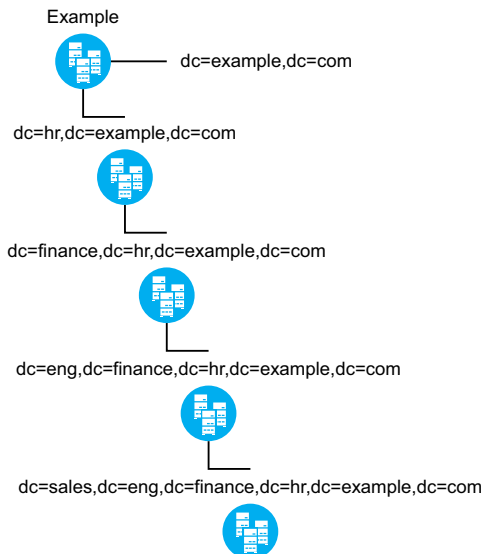 Example
dc=example,dc=com
dc=hr,dc=example,dc=com
dc=finance,dc=hr,dc=example,dc=com
dc=eng,dc=finance,dc=hr,dc=example,dc=com
dc=sales,dc=eng,dc=finance,dc=hr,dc=example,dc=com